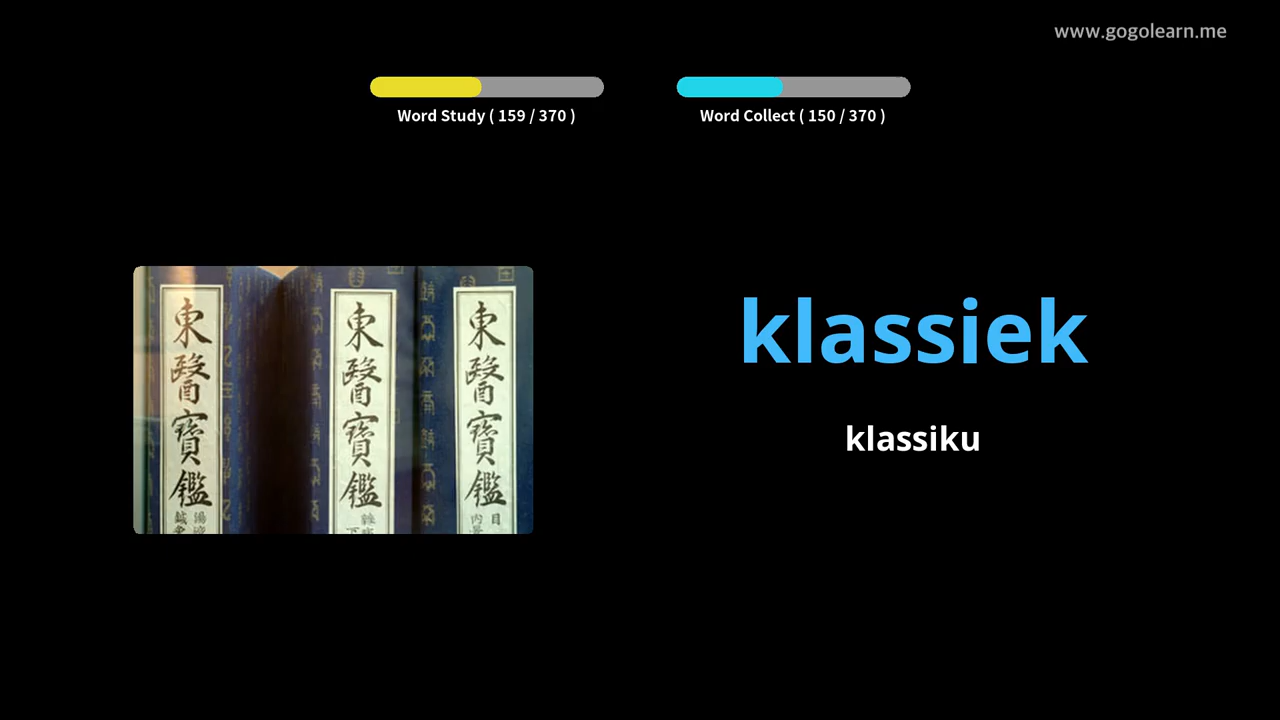 www.gogolearn.me
Word Study ( 159 / 370 )
Word Collect ( 150 / 370 )
東醫寶鑑
東醫寶鑑
東醫寶鑑
klassiek
klassiku